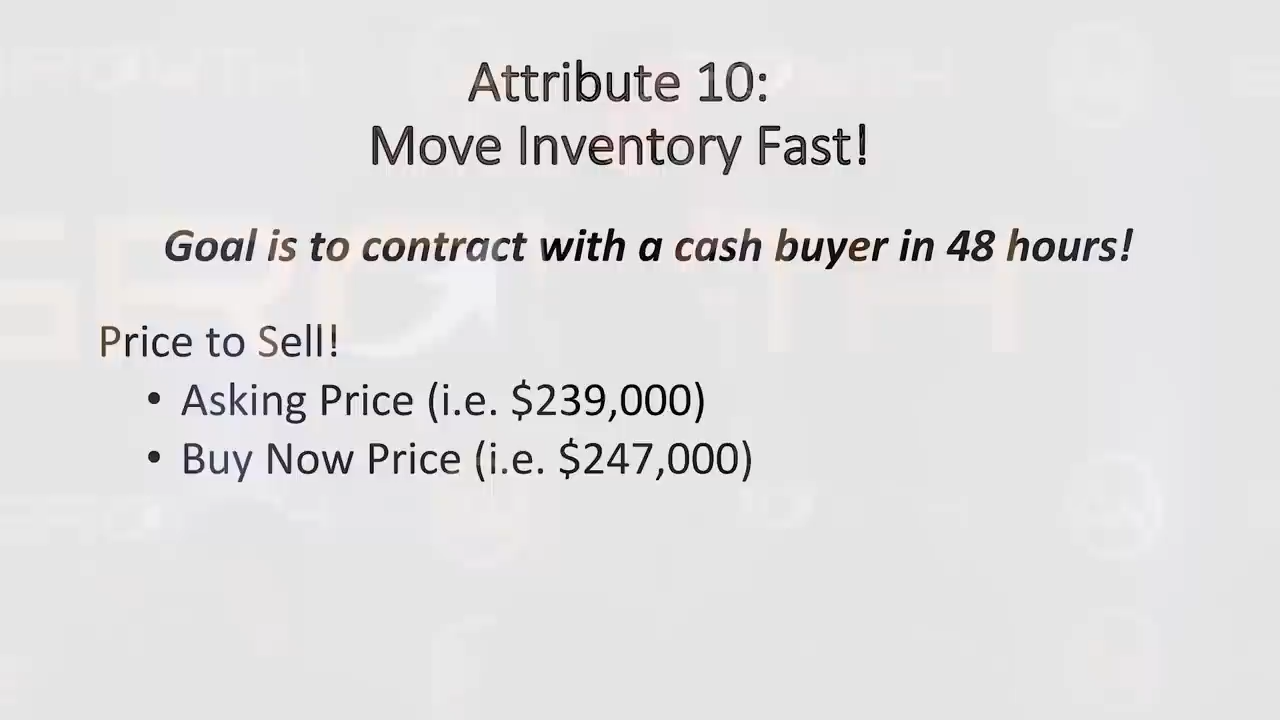 Attribute 10:
Move Inventory Fast!
Goal is to contract with a cash buyer in 48 hours!
Price to Sell!
• Asking Price (i.e. $239,000)
• Buy Now Price (i.e. $247,000)